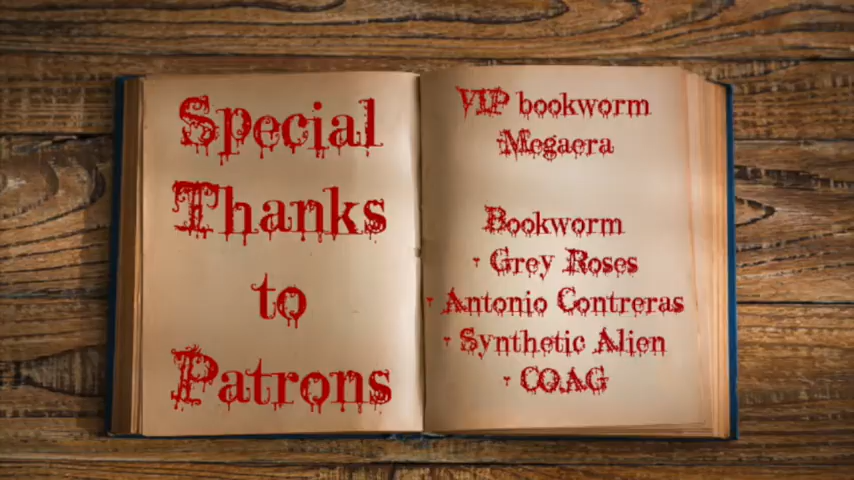 Special
Thanks
to
Patrons
VIP bookworm
Megaera
Bookworm
- Grey Roses
- Antonio Contreras
- Synthetic Alien
- COAG